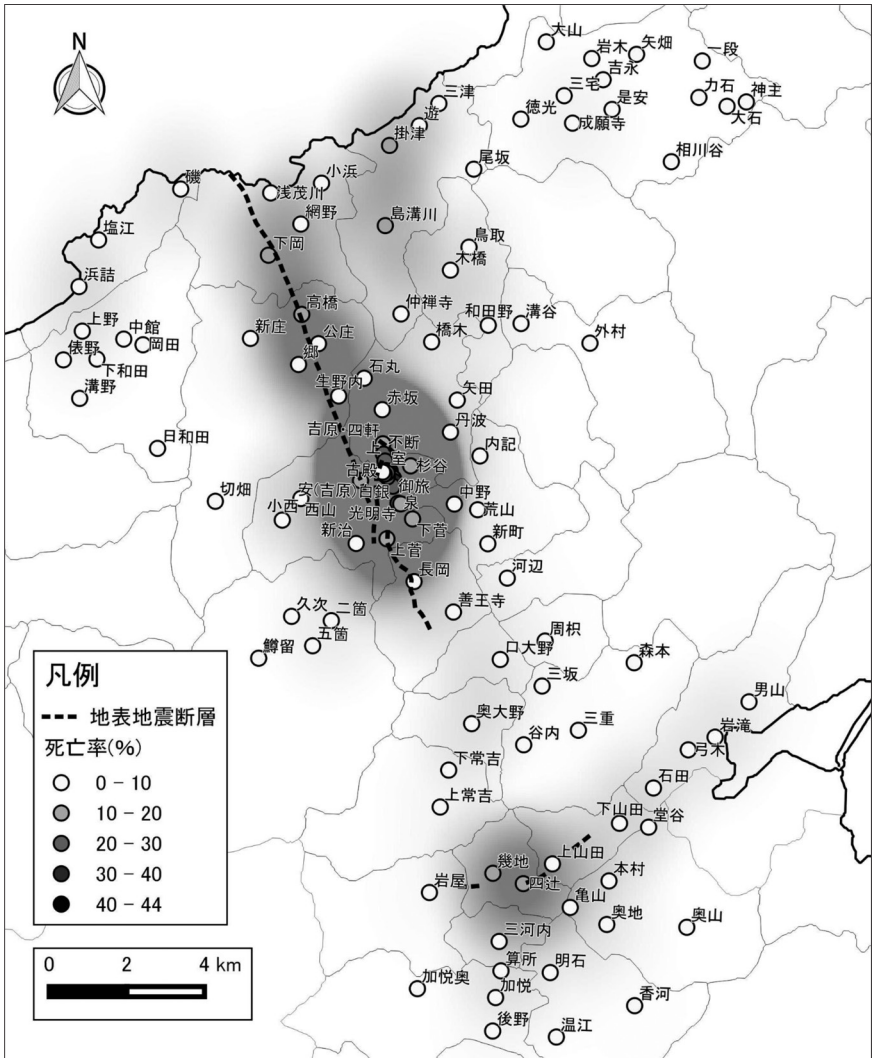 N
大山
岩木
矢畑
一段
吉永
三宅
力石
神主
三津
遊
是安
大石
徳光
掛津
成願寺
相川谷
尾坂
小浜
磯
浅茂川
網野
島溝川
塩江
鳥取
下岡
木橋
浜詰
高橋
仲禅寺
和田野
溝谷
上野
中館
新庄
公庄
橋木
外村
岡田
俵野
下和田
郷
石丸
溝野
生野内
矢田
赤坂
丹波
吉原・四軒
不断
日和田
上
室
内記
古殿
杉谷
切畑
安(吉原)
白銀
御旅
中野
小西・西山
光明寺
泉
荒山
下菅
新治
上菅
新町
長岡
河辺
久次
二箇
善王寺
五箇
周枳
鱒留
口大野
森本
三坂
男山
奥大野
谷内
三重
岩滝
弓木
下常吉
石田
上常吉
下山田
堂谷
幾地
上山田
岩屋
四辻
本村
亀山
奥地
奥山
三河内
算所
明石
加悦奥
加悦
香河
後野
温江
凡例
地表地震断層
死亡率(%)
0 - 10
10 - 20
20 - 30
30 - 40
40 - 44
0 2 4 km